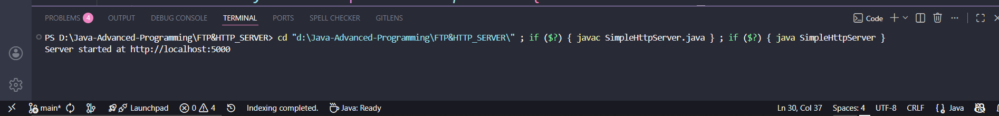 PROBLEMS 4 OUTPUT DEBUG CONSOLE TERMINAL PORTS SPELL CHECKER GITLENS Code
PS D:\Java-Advanced-Programming\FTP&HTTP_SERVER> cd "d:\Java-Advanced-Programming\FTP&HTTP_SERVER\" ; if ($?) { javac SimpleHttpServer.java } ; if ($?) { java SimpleHttpServer }
Server started at http://localhost:5000
main* Launchpad 0 4 Indexing completed. Java: Ready Ln 30, Col 37 Spaces: 4 UTF-8 CRLF {} Java